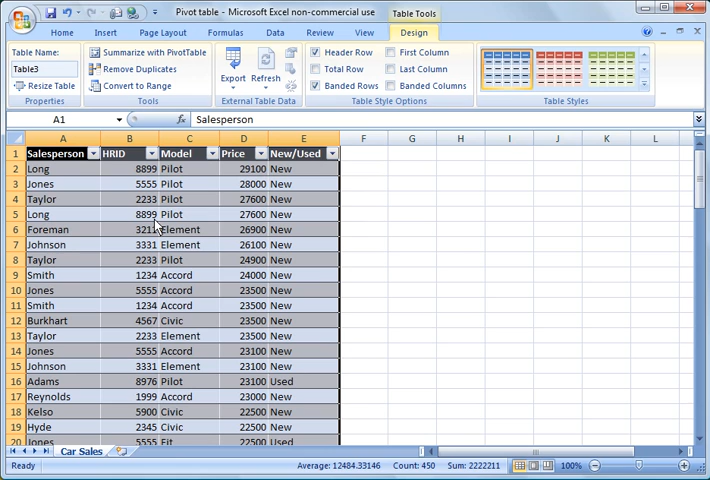 Pivot table - Microsoft Excel non-commercial use
Table Tools
Home Insert Page Layout Formulas Data Review View Design
Table Name:
Table3
Resize Table
Properties
Summarize with PivotTable
Remove Duplicates
Convert to Range
Tools
Export Refresh
External Table Data
Header Row First Column
Total Row Last Column
Banded Rows Banded Columns
Table Style Options
Table Styles
A1 fx Salesperson
A B C D E F G H I J K L
1 Salesperson HRID Model Price New/Used
2 Long 8899 Pilot 29100 New
3 Jones 5555 Pilot 28000 New
4 Taylor 2233 Pilot 27600 New
5 Long 8899 Pilot 27600 New
6 Foreman 3211 Element 26900 New
7 Johnson 3331 Element 26100 New
8 Taylor 2233 Pilot 24900 New
9 Smith 1234 Accord 24000 New
10 Jones 5555 Accord 23500 New
11 Smith 1234 Accord 23500 New
12 Burkhart 4567 Civic 23500 New
13 Taylor 2233 Element 23500 New
14 Jones 5555 Accord 23100 New
15 Johnson 3331 Element 23100 New
16 Adams 8976 Pilot 23100 Used
17 Reynolds 1999 Accord 23000 New
18 Kelso 5900 Civic 22500 New
19 Hyde 2345 Civic 22500 New
20 Jones 5555 Fit 22500 Used
Car Sales
Ready Average: 12484.33146 Count: 450 Sum: 2222211 100%